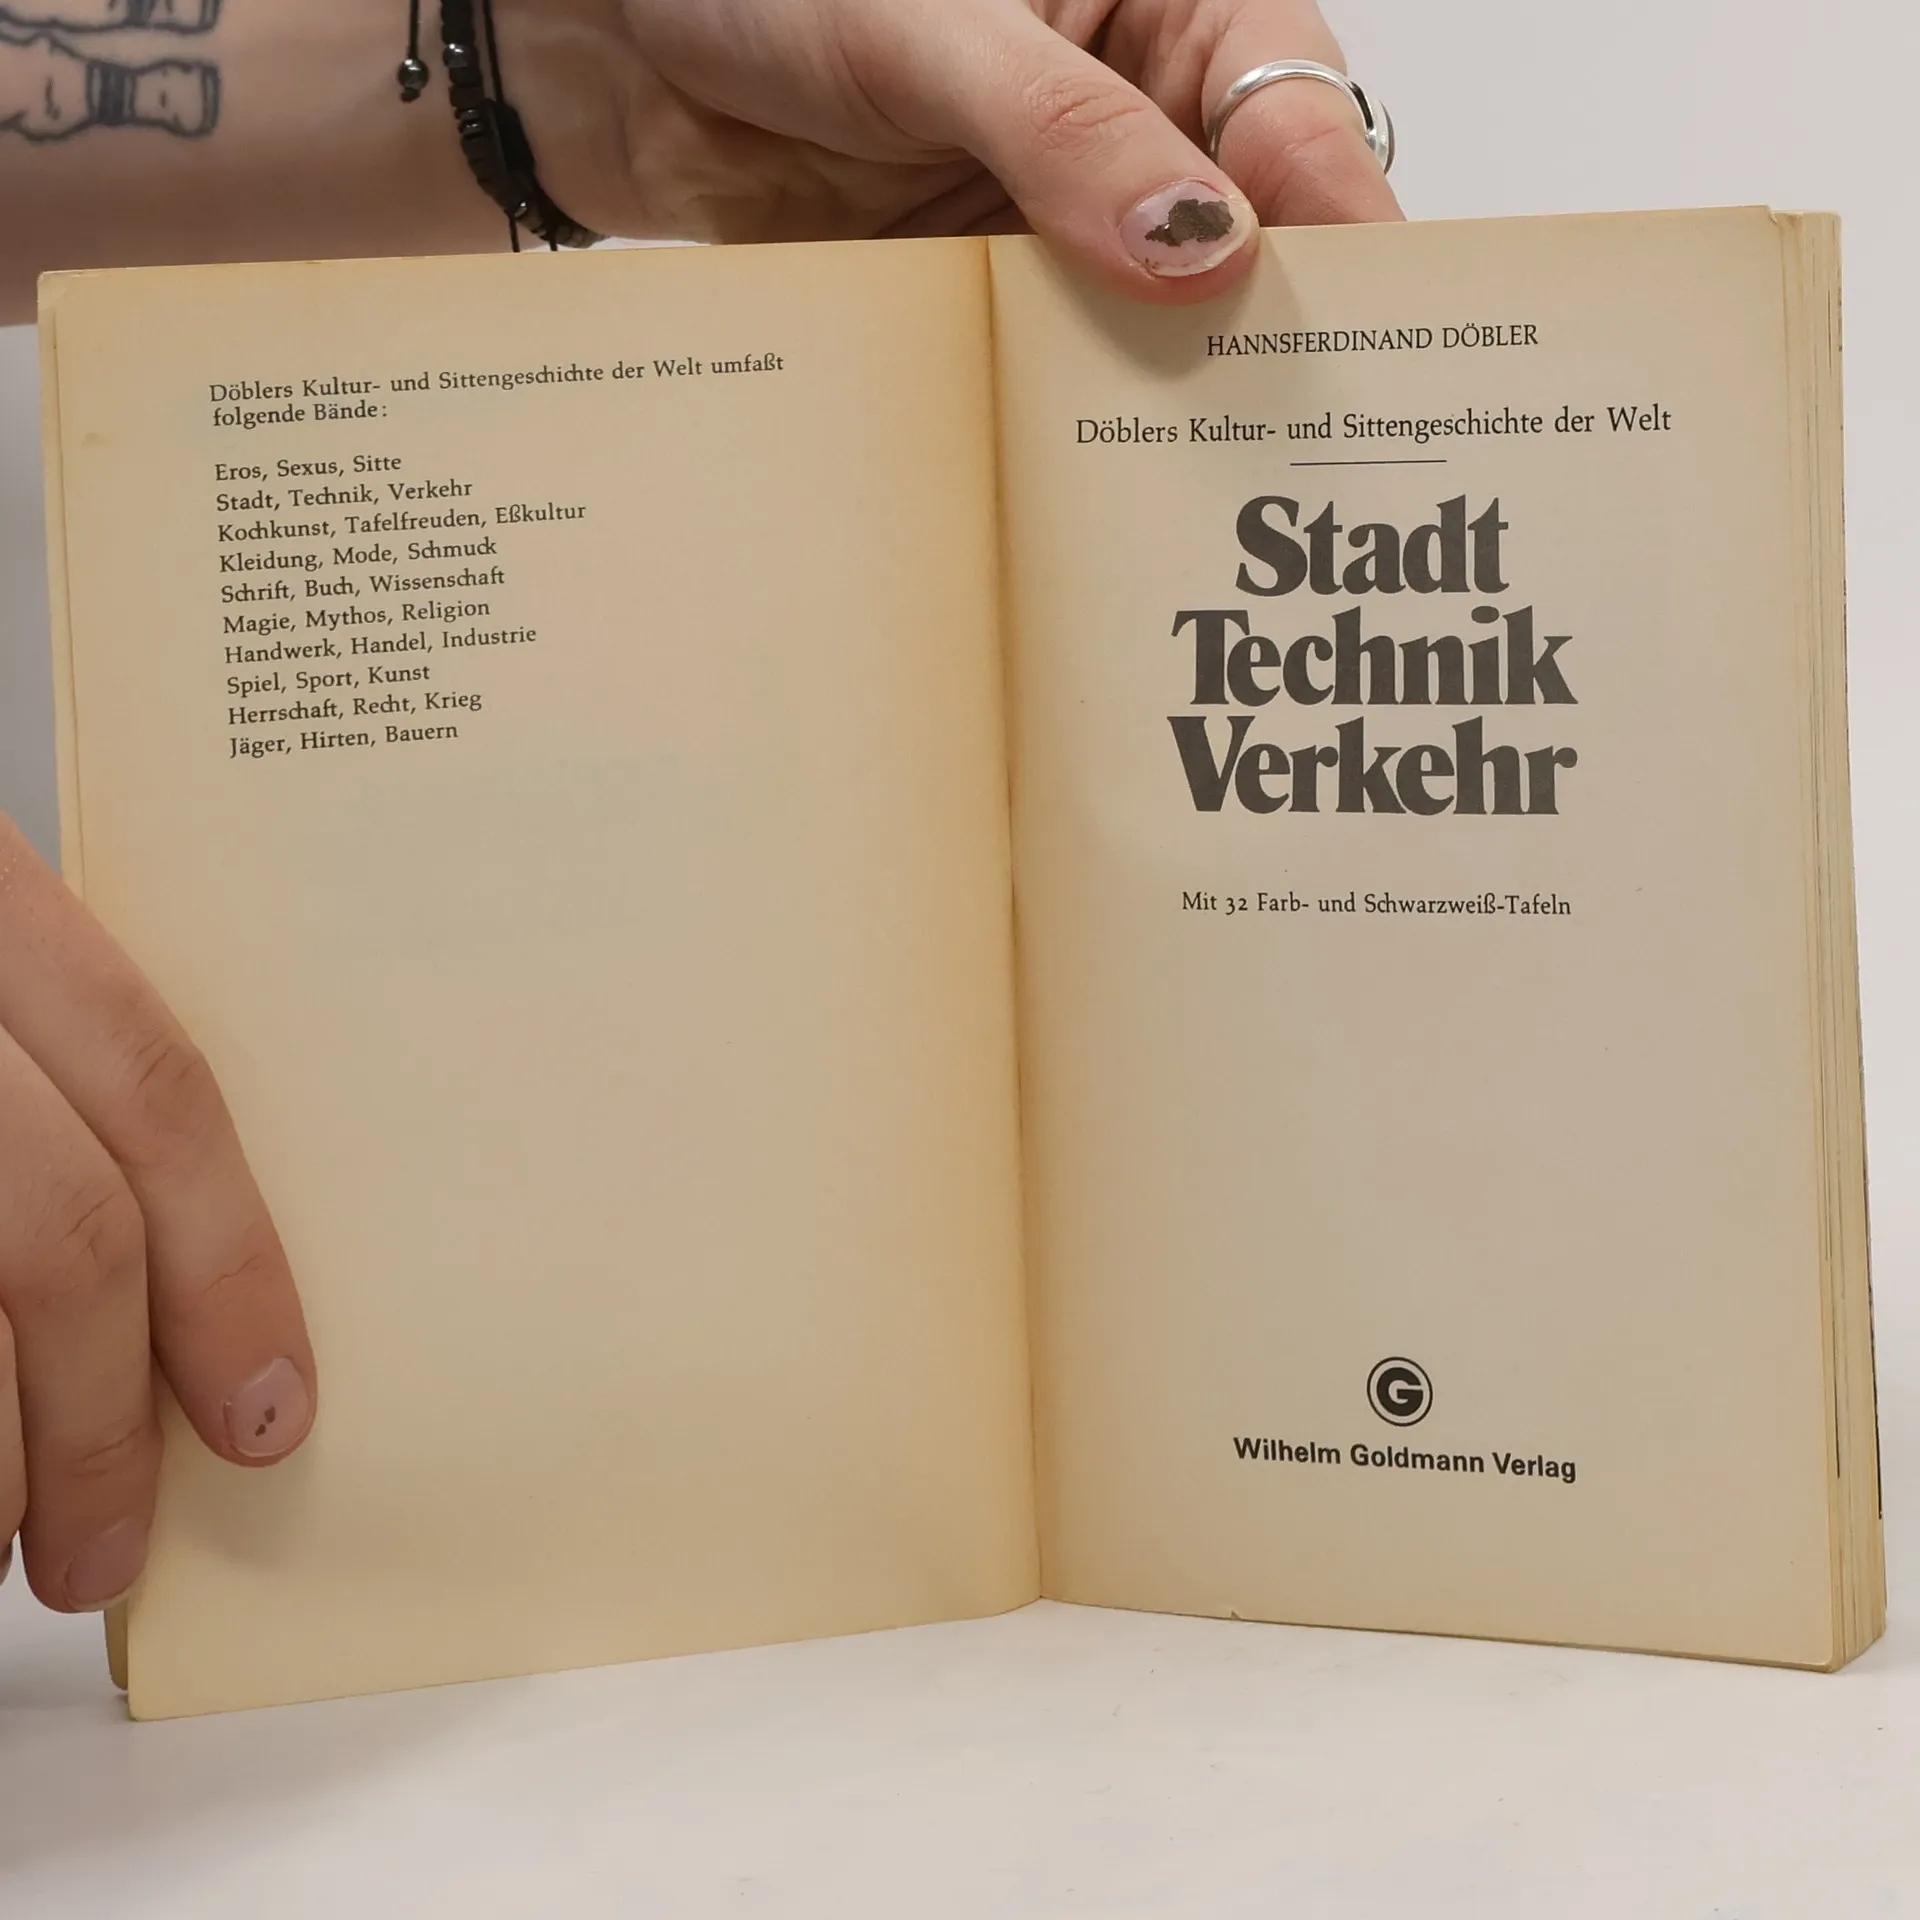 Döblers Kultur- und Sittengeschichte der Welt umfaßt
folgende Bände:
Eros, Sexus, Sitte
Stadt, Technik, Verkehr
Kochkunst, Tafelfreuden, Eßkultur
Kleidung, Mode, Schmuck
Schrift, Buch, Wissenschaft
Magie, Mythos, Religion
Handwerk, Handel, Industrie
Spiel, Sport, Kunst
Herrschaft, Recht, Krieg
Jäger, Hirten, Bauern
HANNSFERDINAND DÖBLER
Döblers Kultur- und Sittengeschichte der Welt
Stadt
Technik
Verkehr
Mit 32 Farb- und Schwarzweiß-Tafeln
G
Wilhelm Goldmann Verlag